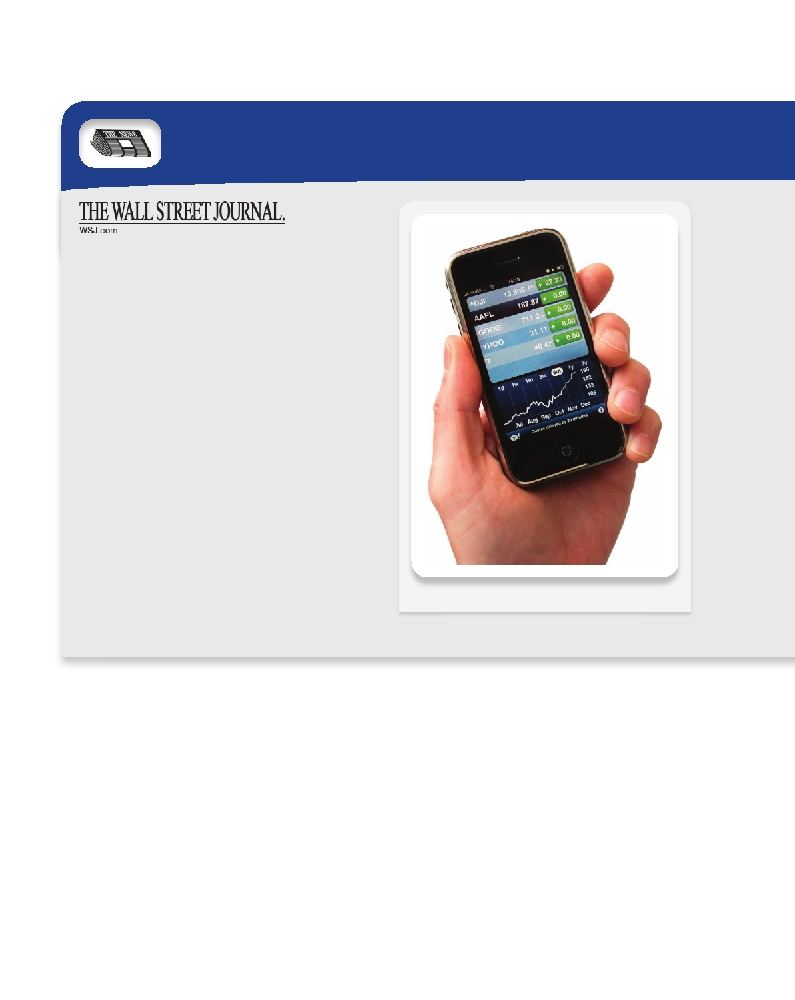 THE NEWS
THE WALL STREET JOURNAL.
WSJ.com
voda... 14:18
^DJI 13,595.10 + 27.23
AAPL 187.87 + 0.00
GOOG 711.25 + 0.00
YHOO 31.11 + 0.00
T 40.42 + 0.00
1d 1w 1m 3m 6m 1y 2y
190
162
133
105
Jul Aug Sep Oct Nov Dec
Y! Quotes delayed by 20 minutes i